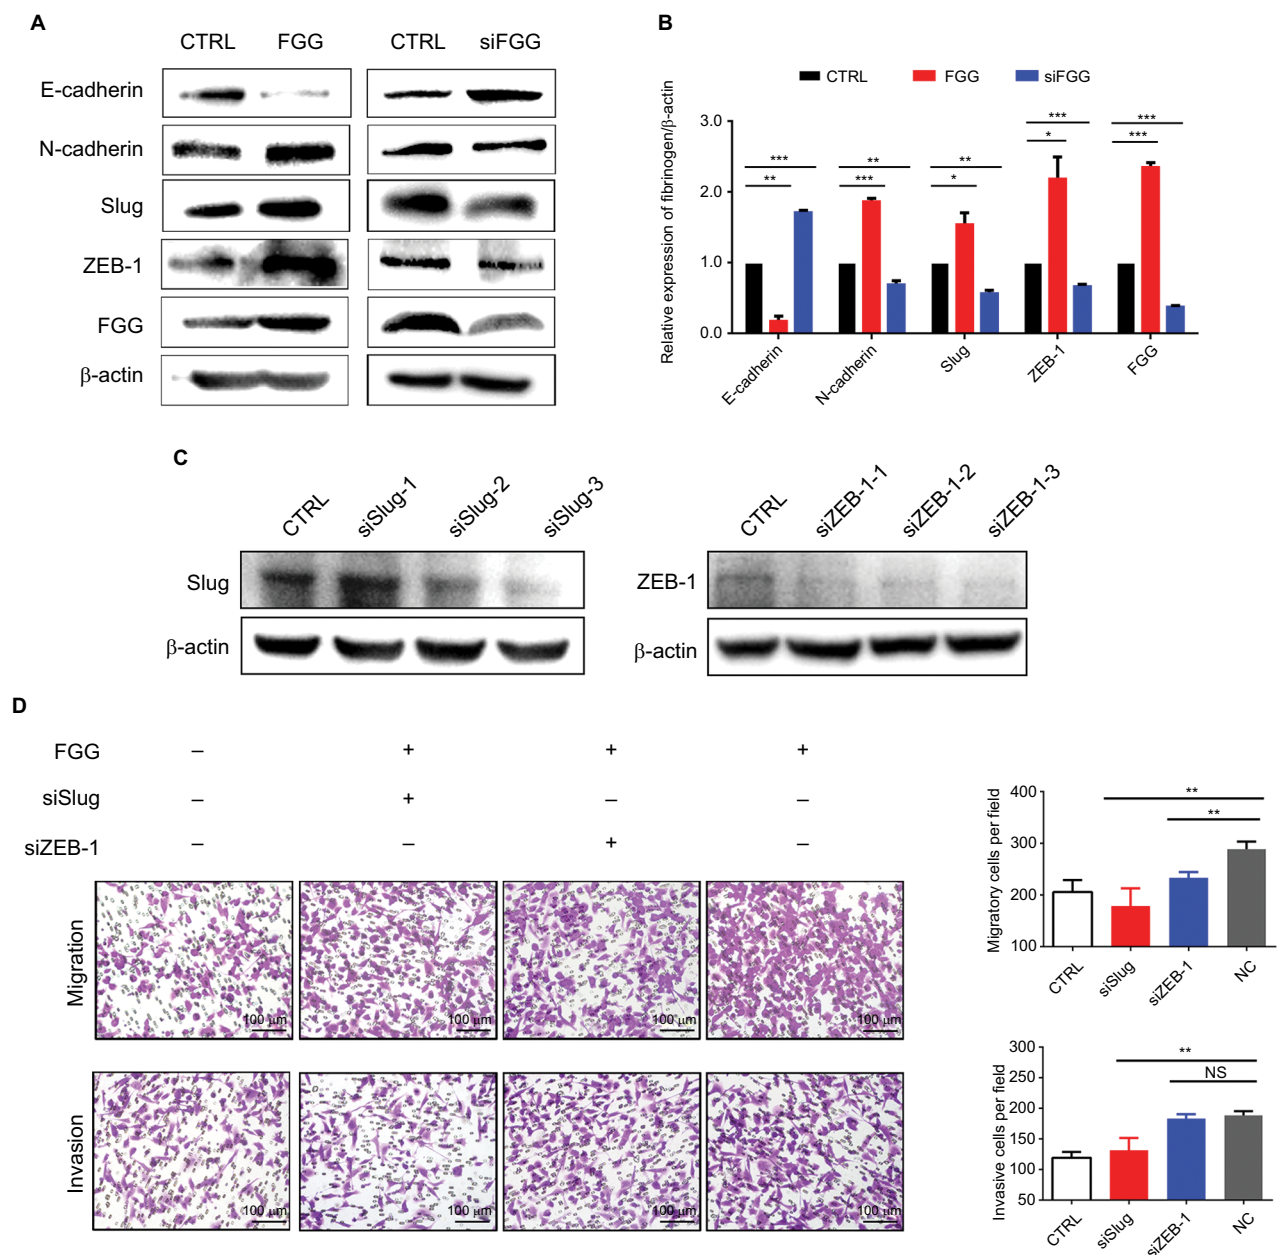 A
CTRL FGG CTRL siFGG
E-cadherin
N-cadherin
Slug
ZEB-1
FGG
β-actin
B
CTRL FGG siFGG
Relative expression of fibrinogen/β-actin
3.0
2.0
1.0
0.0
*** ** ** *** ***
** *** * * ***
E-cadherin N-cadherin Slug ZEB-1 FGG
C
CTRL siSlug-1 siSlug-2 siSlug-3
Slug
β-actin
CTRL siZEB-1-1 siZEB-1-2 siZEB-1-3
ZEB-1
β-actin
D
FGG – + + +
siSlug – + – –
siZEB-1 – – + –
Migration
100 μm 100 μm 100 μm 100 μm
Invasion
100 μm 100 μm 100 μm 100 μm
Migratory cells per field
400
300
200
100
**
**
CTRL siSlug siZEB-1 NC
Invasive cells per field
300
250
200
150
100
50
**
NS
CTRL siSlug siZEB-1 NC